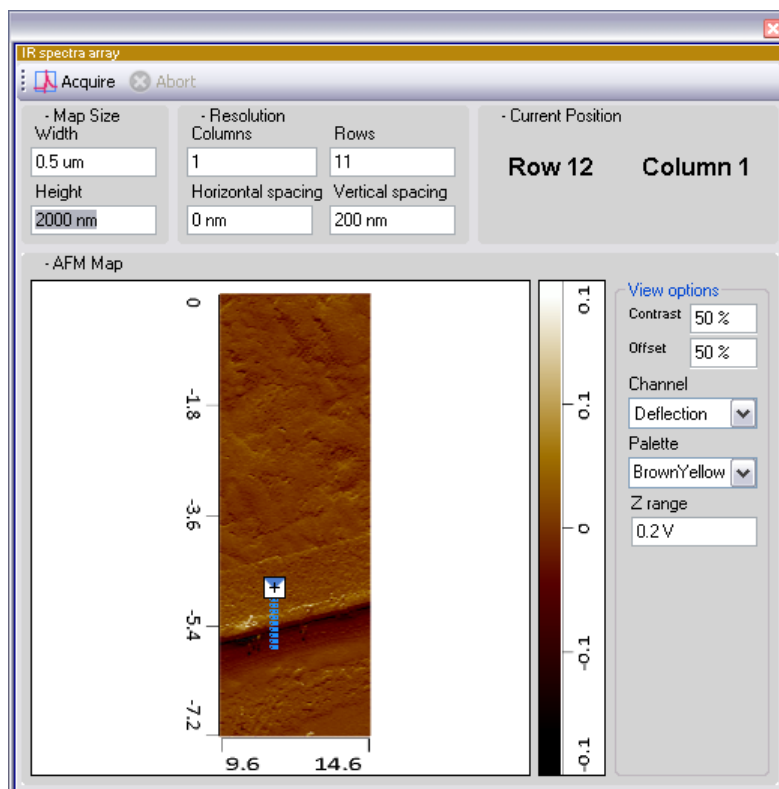 IR spectra array
Acquire Abort
- Map Size
Width
0.5 um
Height
2000 nm
- Resolution
Columns Rows
1 11
Horizontal spacing Vertical spacing
0 nm 200 nm
- Current Position
Row 12 Column 1
- AFM Map
0
-1.8
-3.6
-5.4
-7.2
9.6 14.6
0.1
0.1
0
-0.1
-0.1
View options
Contrast 50 %
Offset 50 %
Channel
Deflection
Palette
BrownYellow
Z range
0.2 V